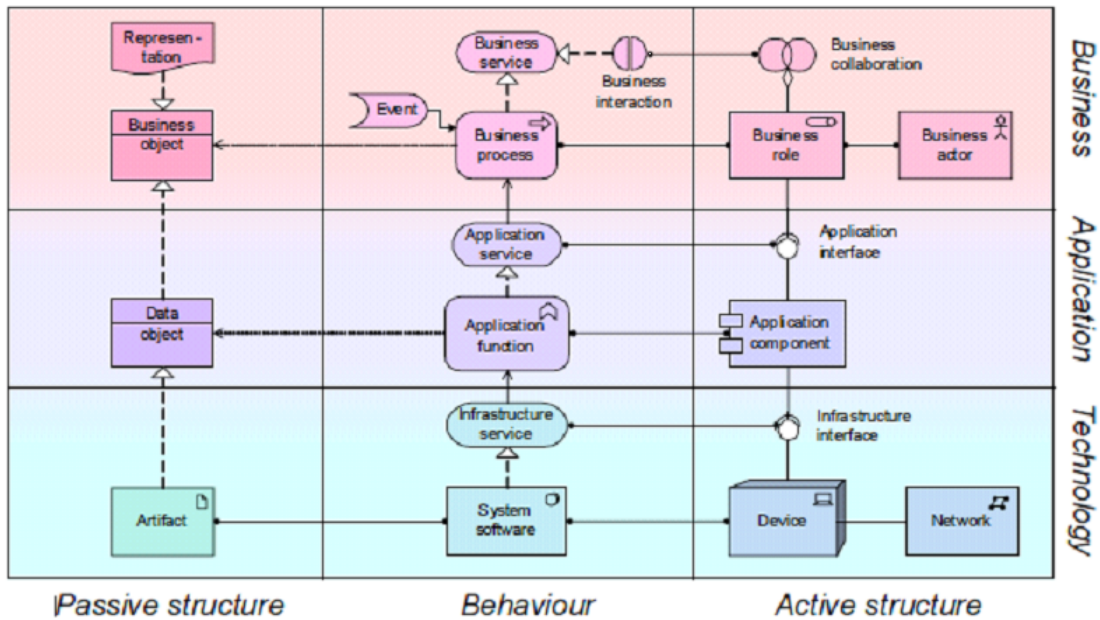 Represen -
tation
Business
object
Business
service
Business
interaction
Business
collaboration
Event
Business
process
Business
role
Business
actor
Business
Application
service
Application
interface
Data
object
Application
function
Application
component
Application
Infrastructure
service
Infrastructure
interface
Artifact
System
software
Device
Network
Technology
Passive structure
Behaviour
Active structure